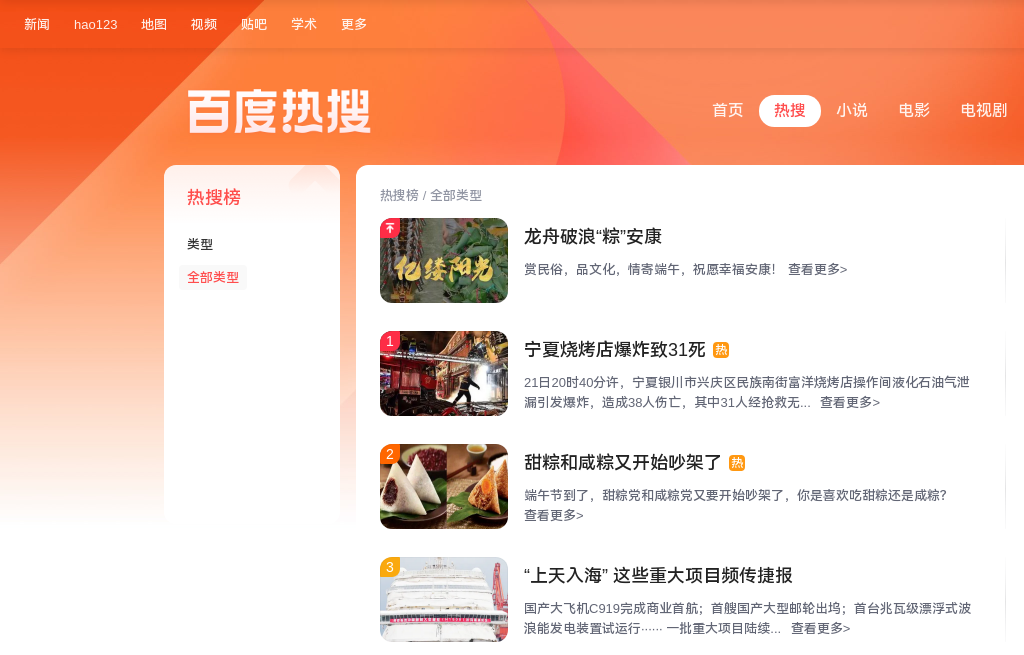 新闻 hao123 地图 视频 贴吧 学术 更多
百度热搜
首页 热搜 小说 电影 电视剧
热搜榜
类型
全部类型
热搜榜 / 全部类型
亿缕阳光
龙舟破浪“粽”安康
赏民俗，品文化，情寄端午，祝愿幸福安康！ 查看更多>
1
宁夏烧烤店爆炸致31死 热
21日20时40分许，宁夏银川市兴庆区民族南街富洋烧烤店操作间液化石油气泄
漏引发爆炸，造成38人伤亡，其中31人经抢救无... 查看更多>
2
甜粽和咸粽又开始吵架了 热
端午节到了，甜粽党和咸粽党又要开始吵架了，你是喜欢吃甜粽还是咸粽？
查看更多>
3
“上天入海” 这些重大项目频传捷报
国产大飞机C919完成商业首航；首艘国产大型邮轮出坞；首台兆瓦级漂浮式波
浪能发电装置试运行······ 一批重大项目陆续... 查看更多>